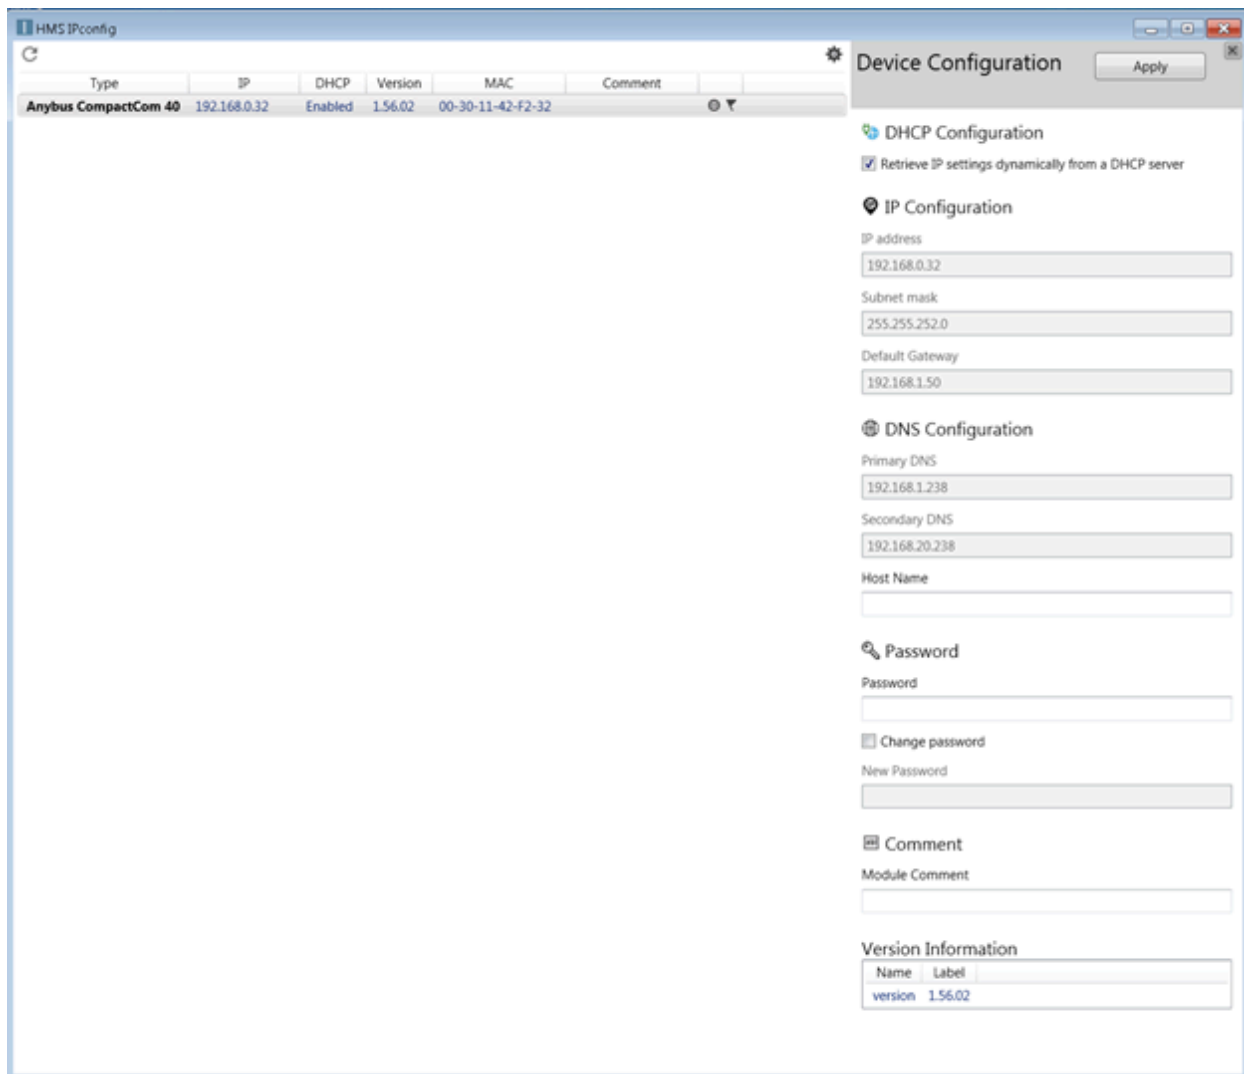 HMS IPconfig
Type IP DHCP Version MAC Comment
Anybus CompactCom 40 192.168.0.32 Enabled 1.56.02 00-30-11-42-F2-32
Device Configuration
Apply
DHCP Configuration
Retrieve IP settings dynamically from a DHCP server
IP Configuration
IP address
192.168.0.32
Subnet mask
255.255.252.0
Default Gateway
192.168.1.50
DNS Configuration
Primary DNS
192.168.1.238
Secondary DNS
192.168.20.238
Host Name
Password
Password
Change password
New Password
Comment
Module Comment
Version Information
Name Label
version 1.56.02